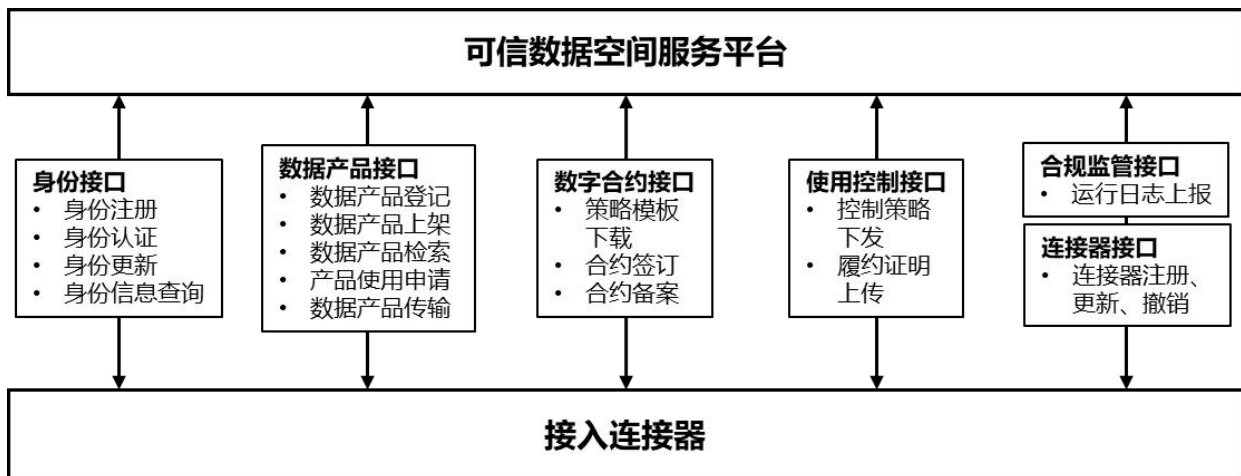 可信数据空间服务平台
身份接口
• 身份注册
• 身份认证
• 身份更新
• 身份信息查询
数据产品接口
• 数据产品登记
• 数据产品上架
• 数据产品检索
• 产品使用申请
• 数据产品传输
数字合约接口
• 策略模板
下载
• 合约签订
• 合约备案
使用控制接口
• 控制策略
下发
• 履约证明
上传
合规监管接口
• 运行日志上报
连接器接口
• 连接器注册、
更新、撤销
接入连接器